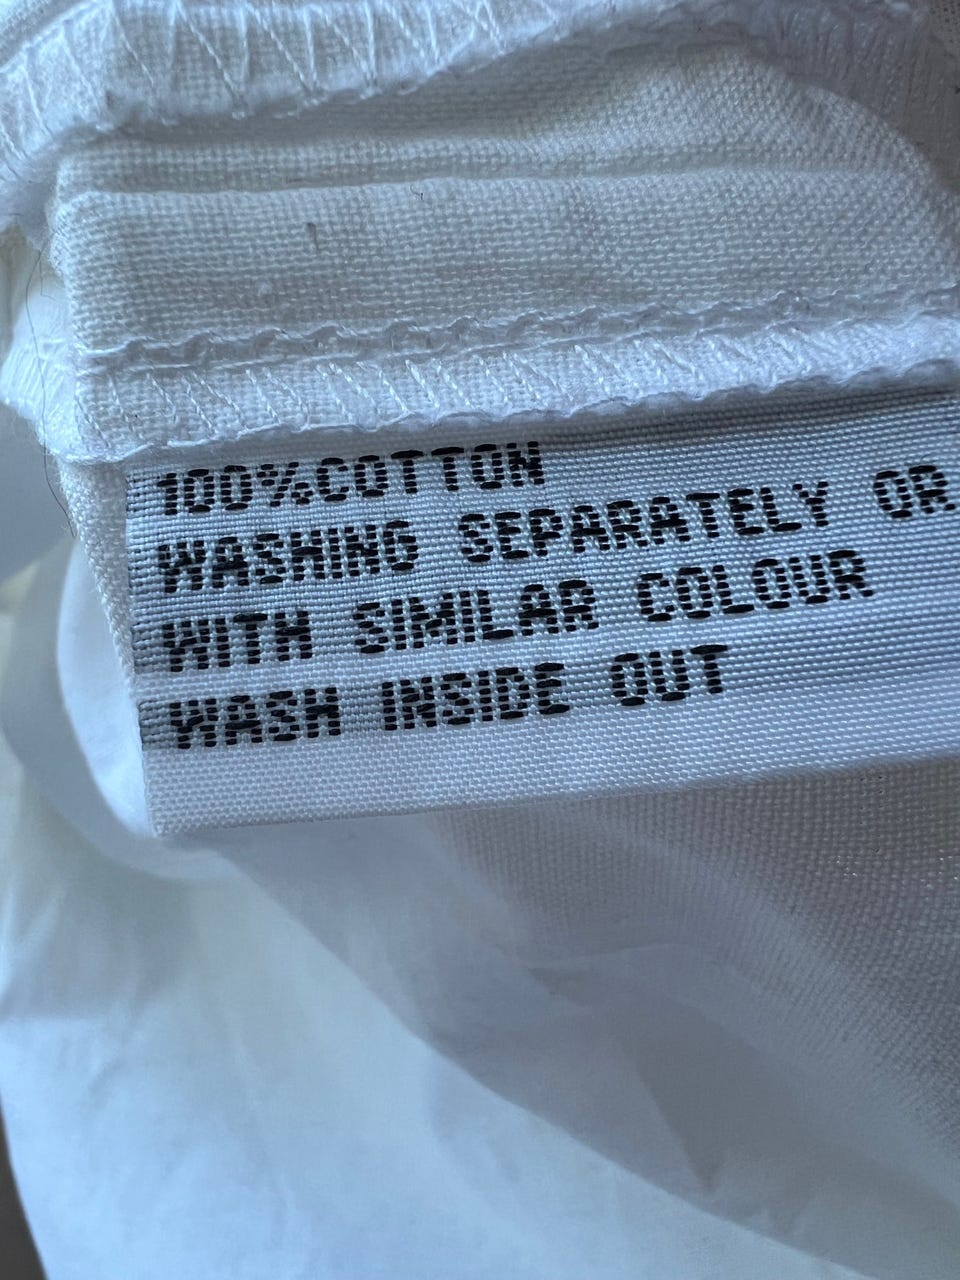 100%COTTON
WASHING SEPARATELY OR
WITH SIMILAR COLOUR
WASH INSIDE OUT